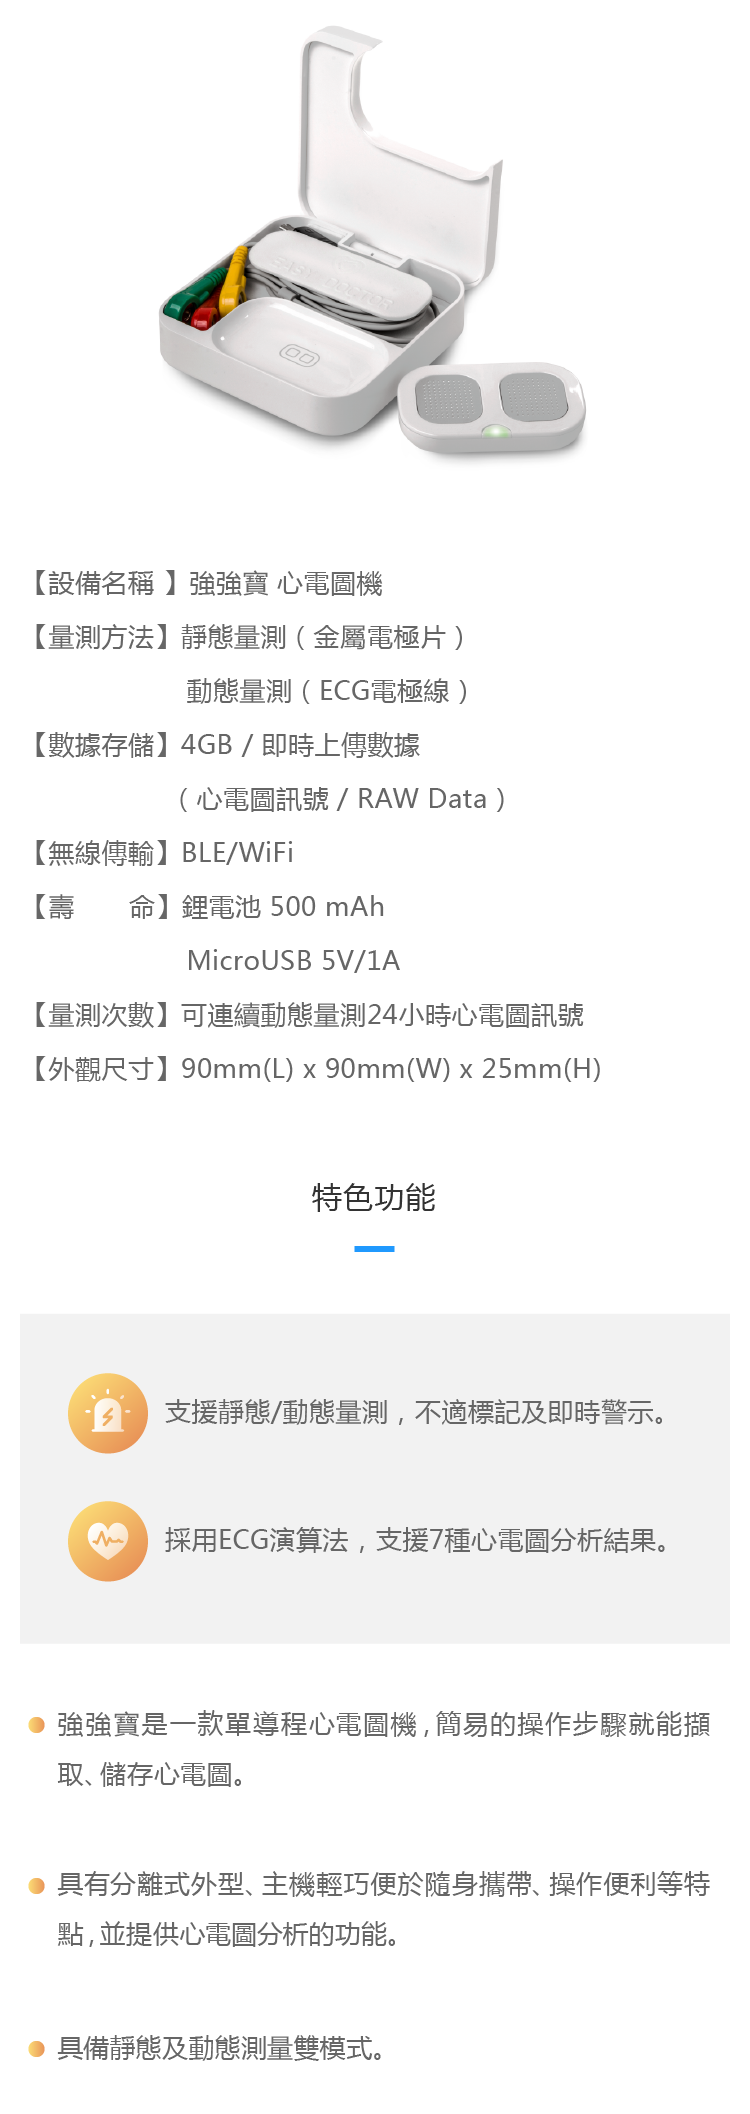 EASY DOCTOR
【設備名稱 】強強寶 心電圖機
【量測方法】靜態量測（金屬電極片）
動態量測（ECG電極線）
【數據存儲】4GB / 即時上傳數據
（心電圖訊號 / RAW Data）
【無線傳輸】BLE/WiFi
【壽　　命】鋰電池 500 mAh
MicroUSB 5V/1A
【量測次數】可連續動態量測24小時心電圖訊號
【外觀尺寸】90mm(L) x 90mm(W) x 25mm(H)
特色功能
支援靜態/動態量測，不適標記及即時警示。
採用ECG演算法，支援7種心電圖分析結果。
強強寶是一款單導程心電圖機,簡易的操作步驟就能擷
取、儲存心電圖。
具有分離式外型、主機輕巧便於隨身攜帶、操作便利等特
點,並提供心電圖分析的功能。
具備靜態及動態測量雙模式。